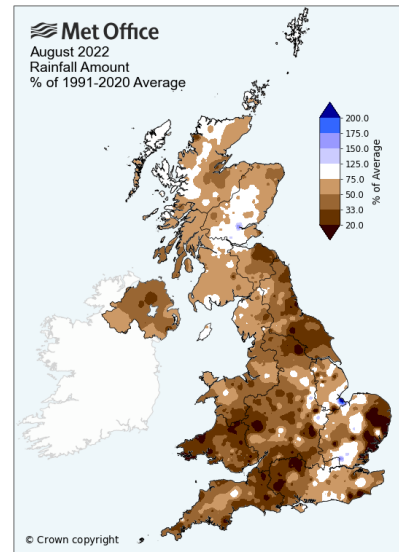 Met Office
August 2022
Rainfall Amount
% of 1991-2020 Average
200.0
175.0
150.0
125.0
75.0
50.0
33.0
20.0
% of Average
© Crown copyright